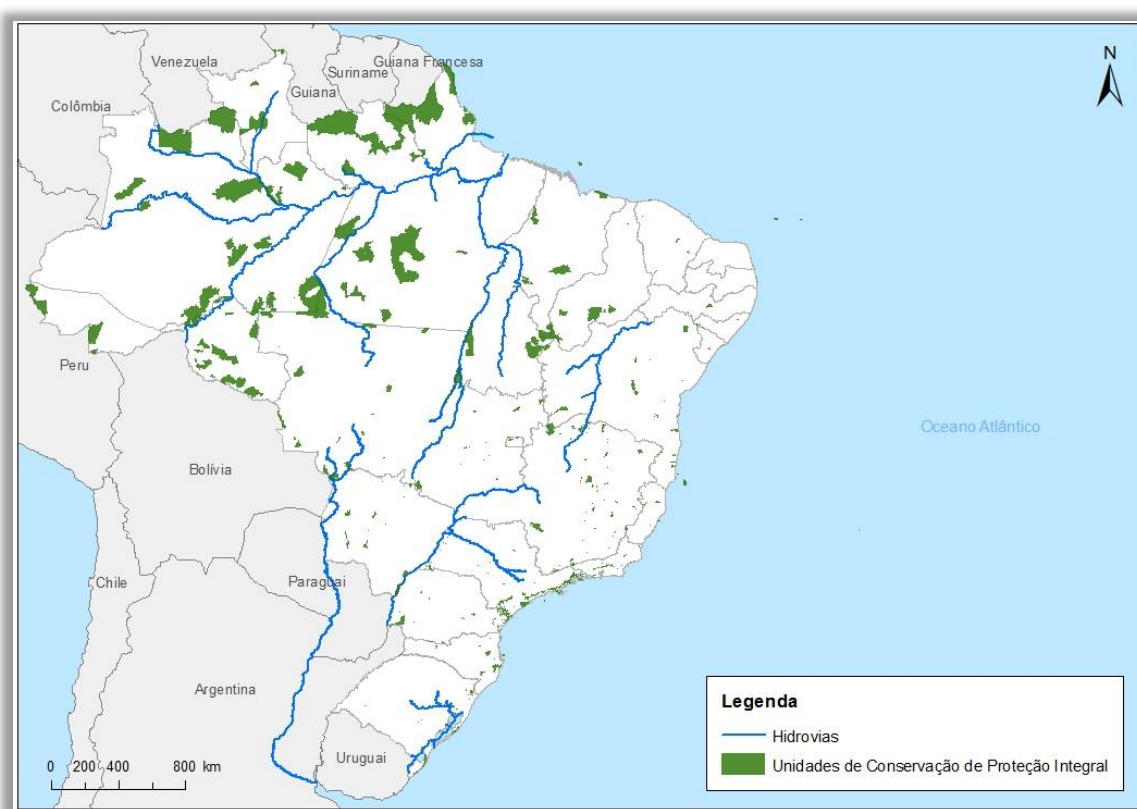 N
Venezuela
Guiana Francesa
Suriname
Guiana
Colômbia
Peru
Oceano Atlântico
Bolívia
Chile
Paraguai
Argentina
Uruguai
0 200 400 800 km
Legenda
Hidrovias
Unidades de Conservação de Proteção Integral